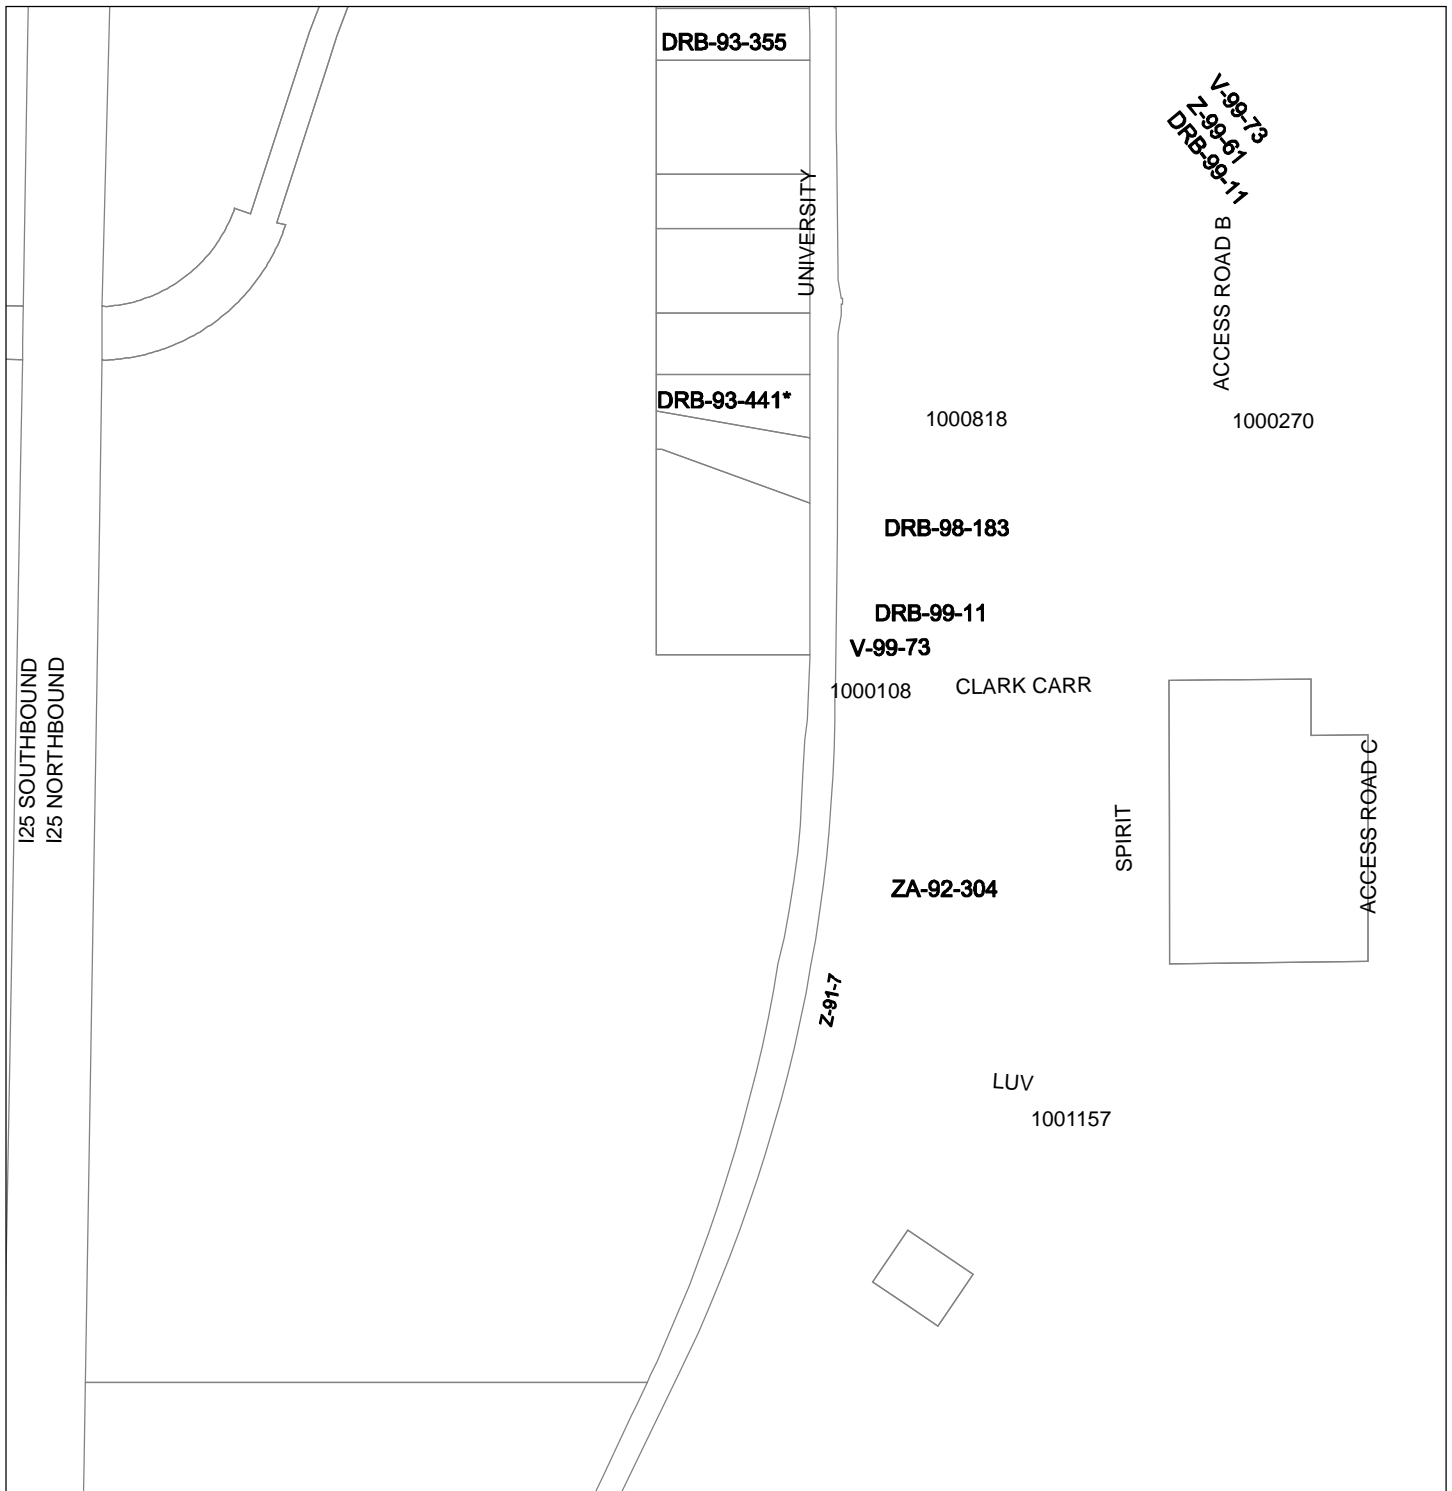 DRB-93-355
V-99-73
Z-99-61
DRB-99-11
UNIVERSITY
ACCESS ROAD B
DRB-93-441*
1000818
1000270
DRB-98-183
DRB-99-11
V-99-73
1000108
CLARK CARR
I25 SOUTHBOUND
I25 NORTHBOUND
SPIRIT
ACCESS ROAD C
ZA-92-304
Z-91-7
LUV
1001157